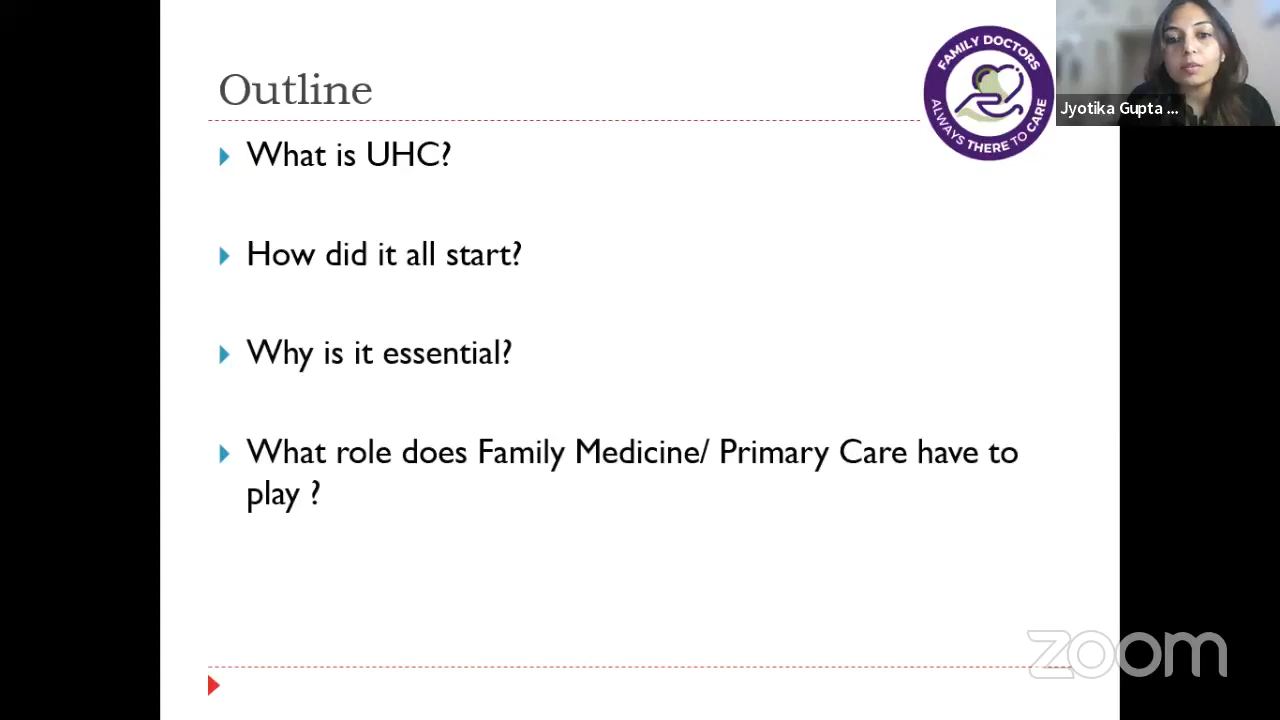 Outline
What is UHC?
How did it all start?
Why is it essential?
What role does Family Medicine/ Primary Care have to
play ?
FAMILY DOCTORS
ALWAYS THERE TO CARE
Jyotika Gupta ...
zoom